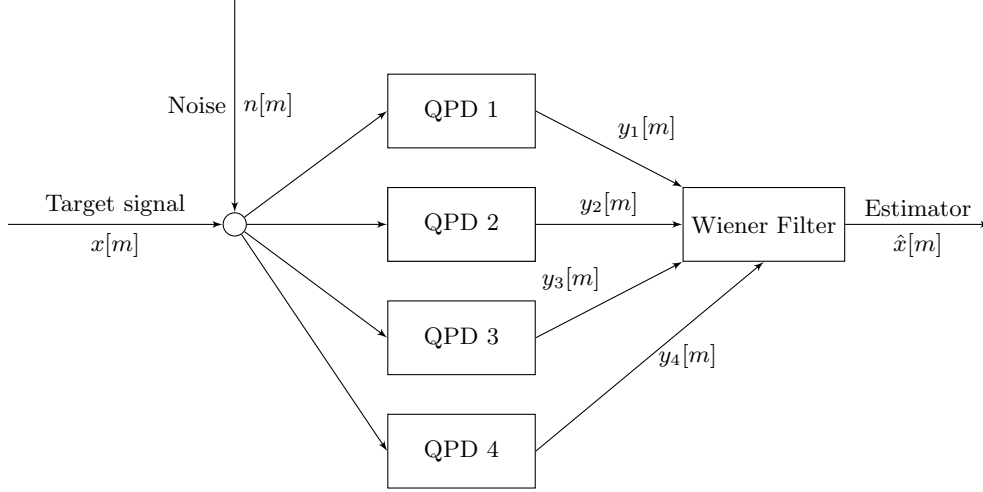 Noise
n[m]
Target signal
x[m]
QPD 1
QPD 2
QPD 3
QPD 4
y₁[m]
y₂[m]
y₃[m]
y₄[m]
Wiener Filter
Estimator
x̂[m]